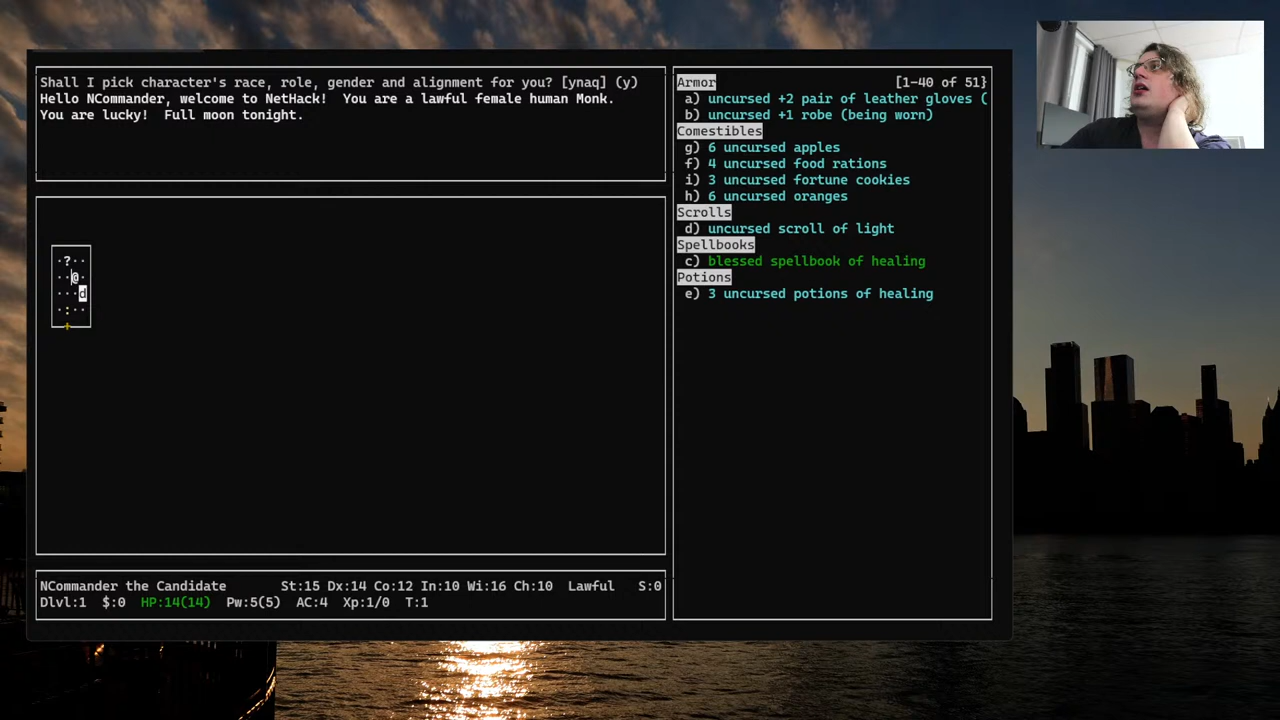 Shall I pick character's race, role, gender and alignment for you? [ynaq] (y)
Hello NCommander, welcome to NetHack!  You are a lawful female human Monk.
You are lucky!  Full moon tonight.
·?··
··@·
···d
·:··
+
NCommander the Candidate St:15 Dx:14 Co:12 In:10 Wi:16 Ch:10 Lawful S:0
Dlvl:1 $:0 HP:14(14) Pw:5(5) AC:4 Xp:1/0 T:1
Armor [1-40 of 51}
a) uncursed +2 pair of leather gloves (
b) uncursed +1 robe (being worn)
Comestibles
g) 6 uncursed apples
f) 4 uncursed food rations
i) 3 uncursed fortune cookies
h) 6 uncursed oranges
Scrolls
d) uncursed scroll of light
Spellbooks
c) blessed spellbook of healing
Potions
e) 3 uncursed potions of healing